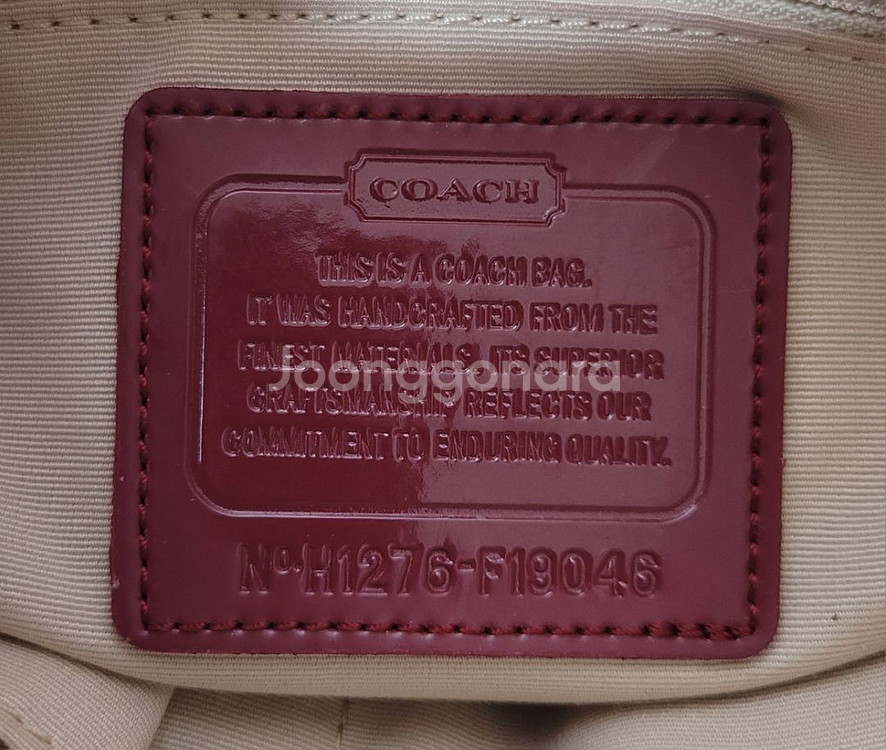 COACH
THIS IS A COACH BAG.
IT WAS HANDCRAFTED FROM THE
FINEST MATERIALS. ITS SUPERIOR
Joonggonara
CRAFTSMANSHIP REFLECTS OUR
COMMITMENT TO ENDURING QUALITY.
No. H1276-F19046